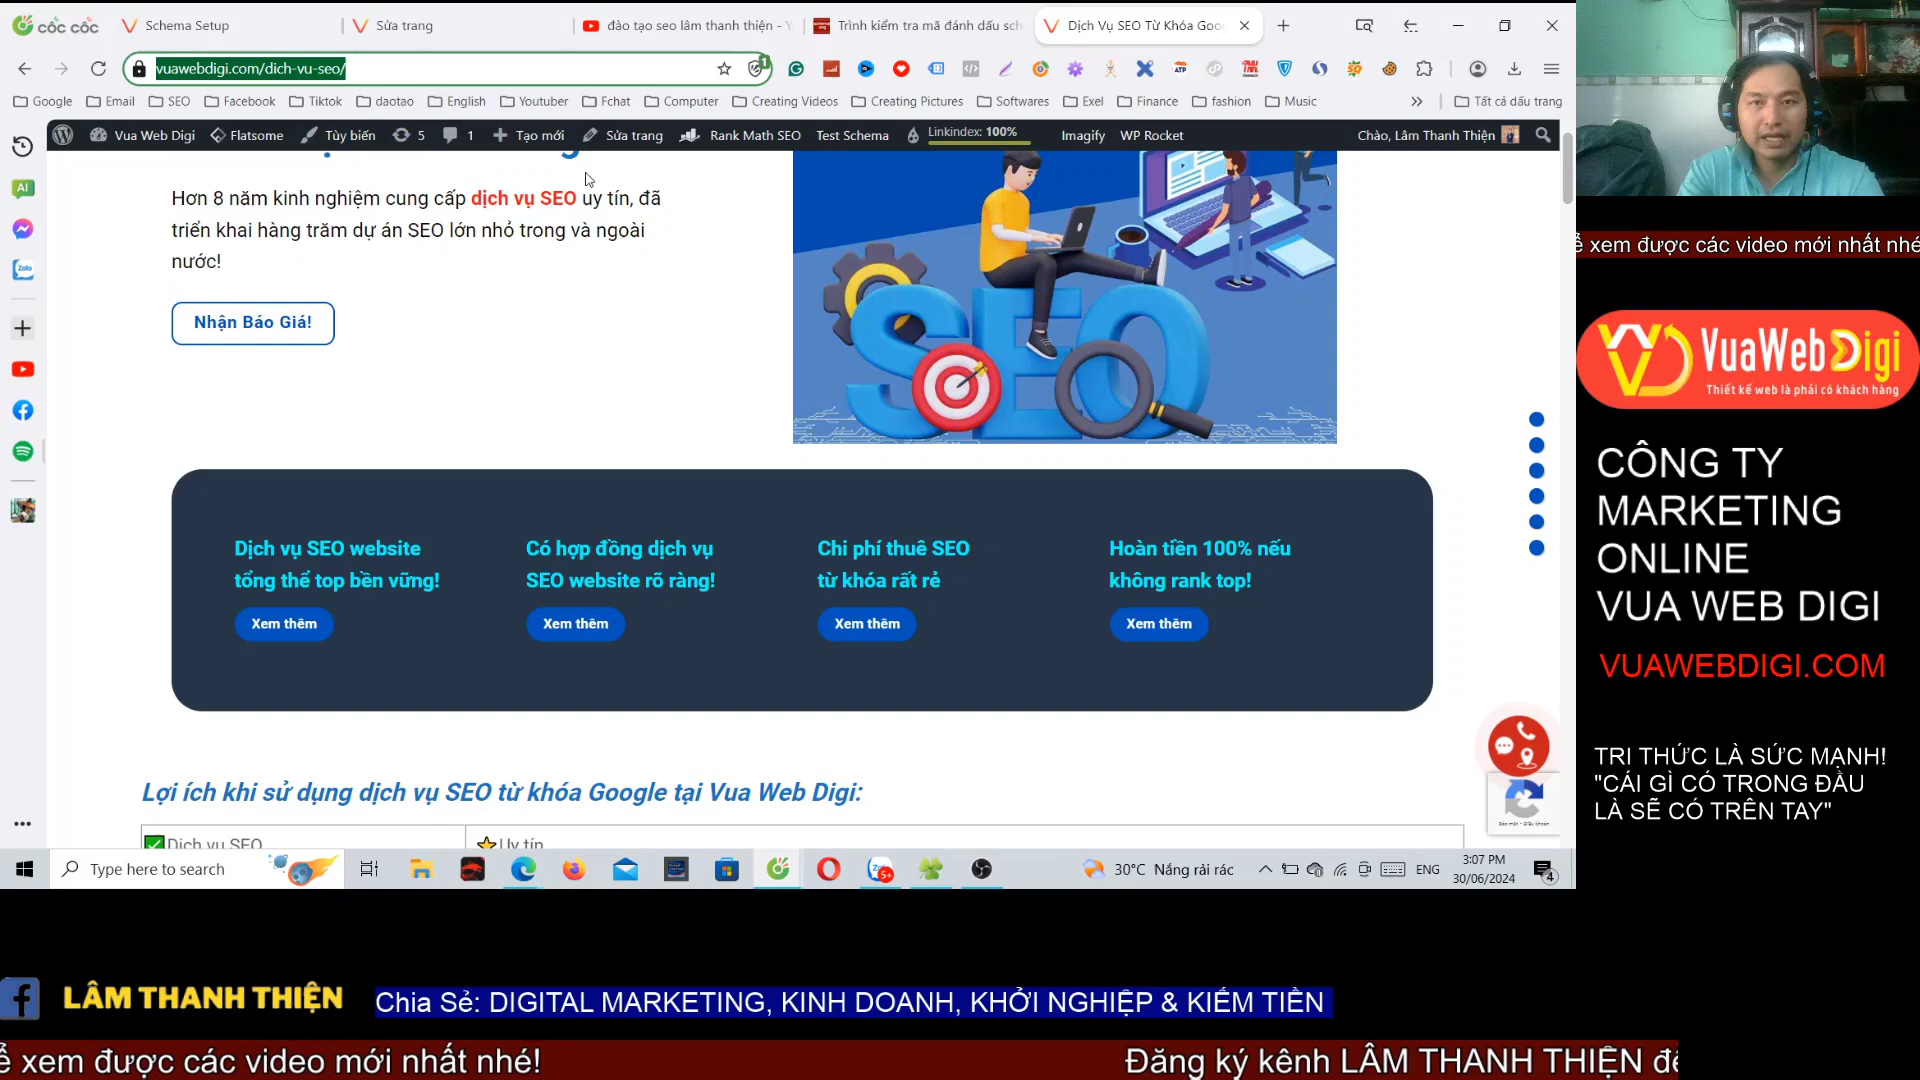 cốc cốc
Schema Setup
Sửa trang
đào tạo seo lâm thanh thiện - Y
Trình kiểm tra mã đánh dấu sch
Dịch Vụ SEO Từ Khóa Goo
vuawebdigi.com/dich-vu-seo/
Google
Email
SEO
Facebook
Tiktok
daotao
English
Youtuber
Fchat
Computer
Creating Videos
Creating Pictures
Softwares
Exel
Finance
fashion
Music
Tất cả dấu trang
Vua Web Digi
Flatsome
Tùy biến
5
1
Tạo mới
Sửa trang
Rank Math SEO
Test Schema
Linkindex: 100%
Imagify
WP Rocket
Chào, Lâm Thanh Thiện
Hơn 8 năm kinh nghiệm cung cấp dịch vụ SEO uy tín, đã
triển khai hàng trăm dự án SEO lớn nhỏ trong và ngoài
nước!
Nhận Báo Giá!
SEO
Dịch vụ SEO website
tổng thể top bền vững!
Xem thêm
Có hợp đồng dịch vụ
SEO website rõ ràng!
Xem thêm
Chi phí thuê SEO
từ khóa rất rẻ
Xem thêm
Hoàn tiền 100% nếu
không rank top!
Xem thêm
Lợi ích khi sử dụng dịch vụ SEO từ khóa Google tại Vua Web Digi:
Dịch vụ SEO
Uy tín
Type here to search
30°C Nắng rải rác
ENG
3:07 PM
30/06/2024
4
ể xem được các video mới nhất nhé
VuaWebDigi
Thiết kế web là phải có khách hàng
CÔNG TY
MARKETING
ONLINE
VUA WEB DIGI
VUAWEBDIGI.COM
TRI THỨC LÀ SỨC MẠNH!
"CÁI GÌ CÓ TRONG ĐẦU
LÀ SẼ CÓ TRÊN TAY"
LÂM THANH THIỆN
Chia Sẻ: DIGITAL MARKETING, KINH DOANH, KHỞI NGHIỆP & KIẾM TIỀN
ể xem được các video mới nhất nhé!
Đăng ký kênh LÂM THANH THIỆN để